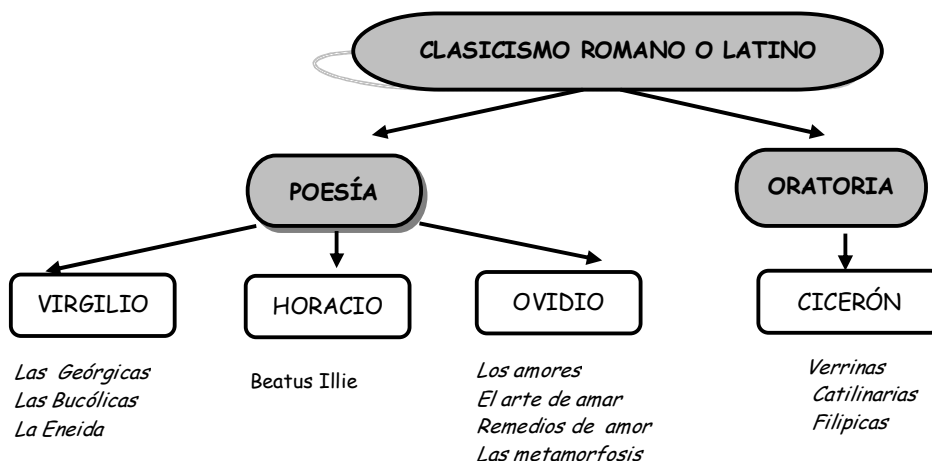 CLASICISMO ROMANO O LATINO
POESÍA
ORATORIA
VIRGILIO
HORACIO
OVIDIO
CICERÓN
Las Geórgicas
Las Bucólicas
La Eneida
Beatus Illie
Los amores
El arte de amar
Remedios de amor
Las metamorfosis
Verrinas
Catilinarias
Filipicas